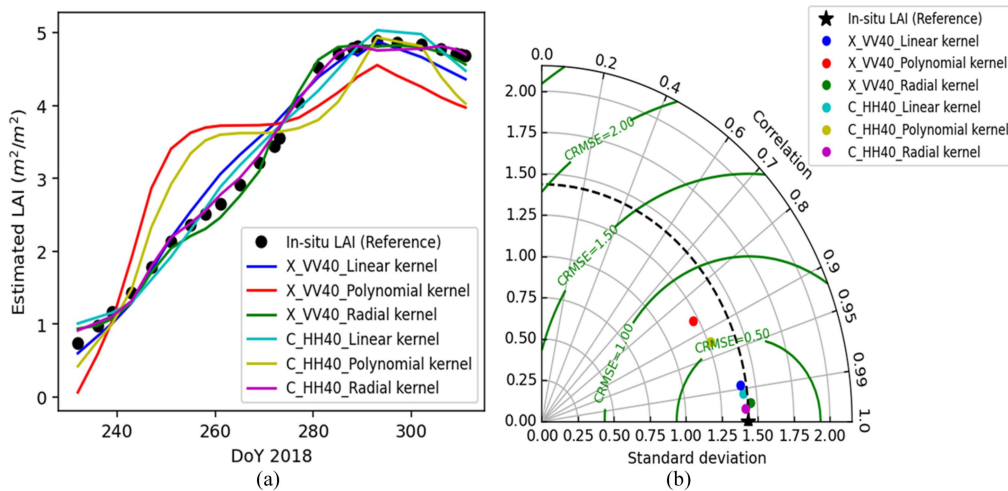 Estimated LAI (m²/m²)
5
4
3
2
1
0
240
260
280
300
DoY 2018
In-situ LAI (Reference)
X_VV40_Linear kernel
X_VV40_Polynomial kernel
X_VV40_Radial kernel
C_HH40_Linear kernel
C_HH40_Polynomial kernel
C_HH40_Radial kernel
(a)
In-situ LAI (Reference)
X_VV40_Linear kernel
X_VV40_Polynomial kernel
X_VV40_Radial kernel
C_HH40_Linear kernel
C_HH40_Polynomial kernel
C_HH40_Radial kernel
0.0
0.2
0.4
0.6
0.7
0.8
0.9
0.95
0.99
1.0
Correlation
2.00
1.75
1.50
1.25
1.00
0.75
0.50
0.25
0.00
CRMSE=2.00
CRMSE=1.50
CRMSE=1.00
CRMSE=0.50
0.00 0.25 0.50 0.75 1.00 1.25 1.50 1.75 2.00
Standard deviation
(b)